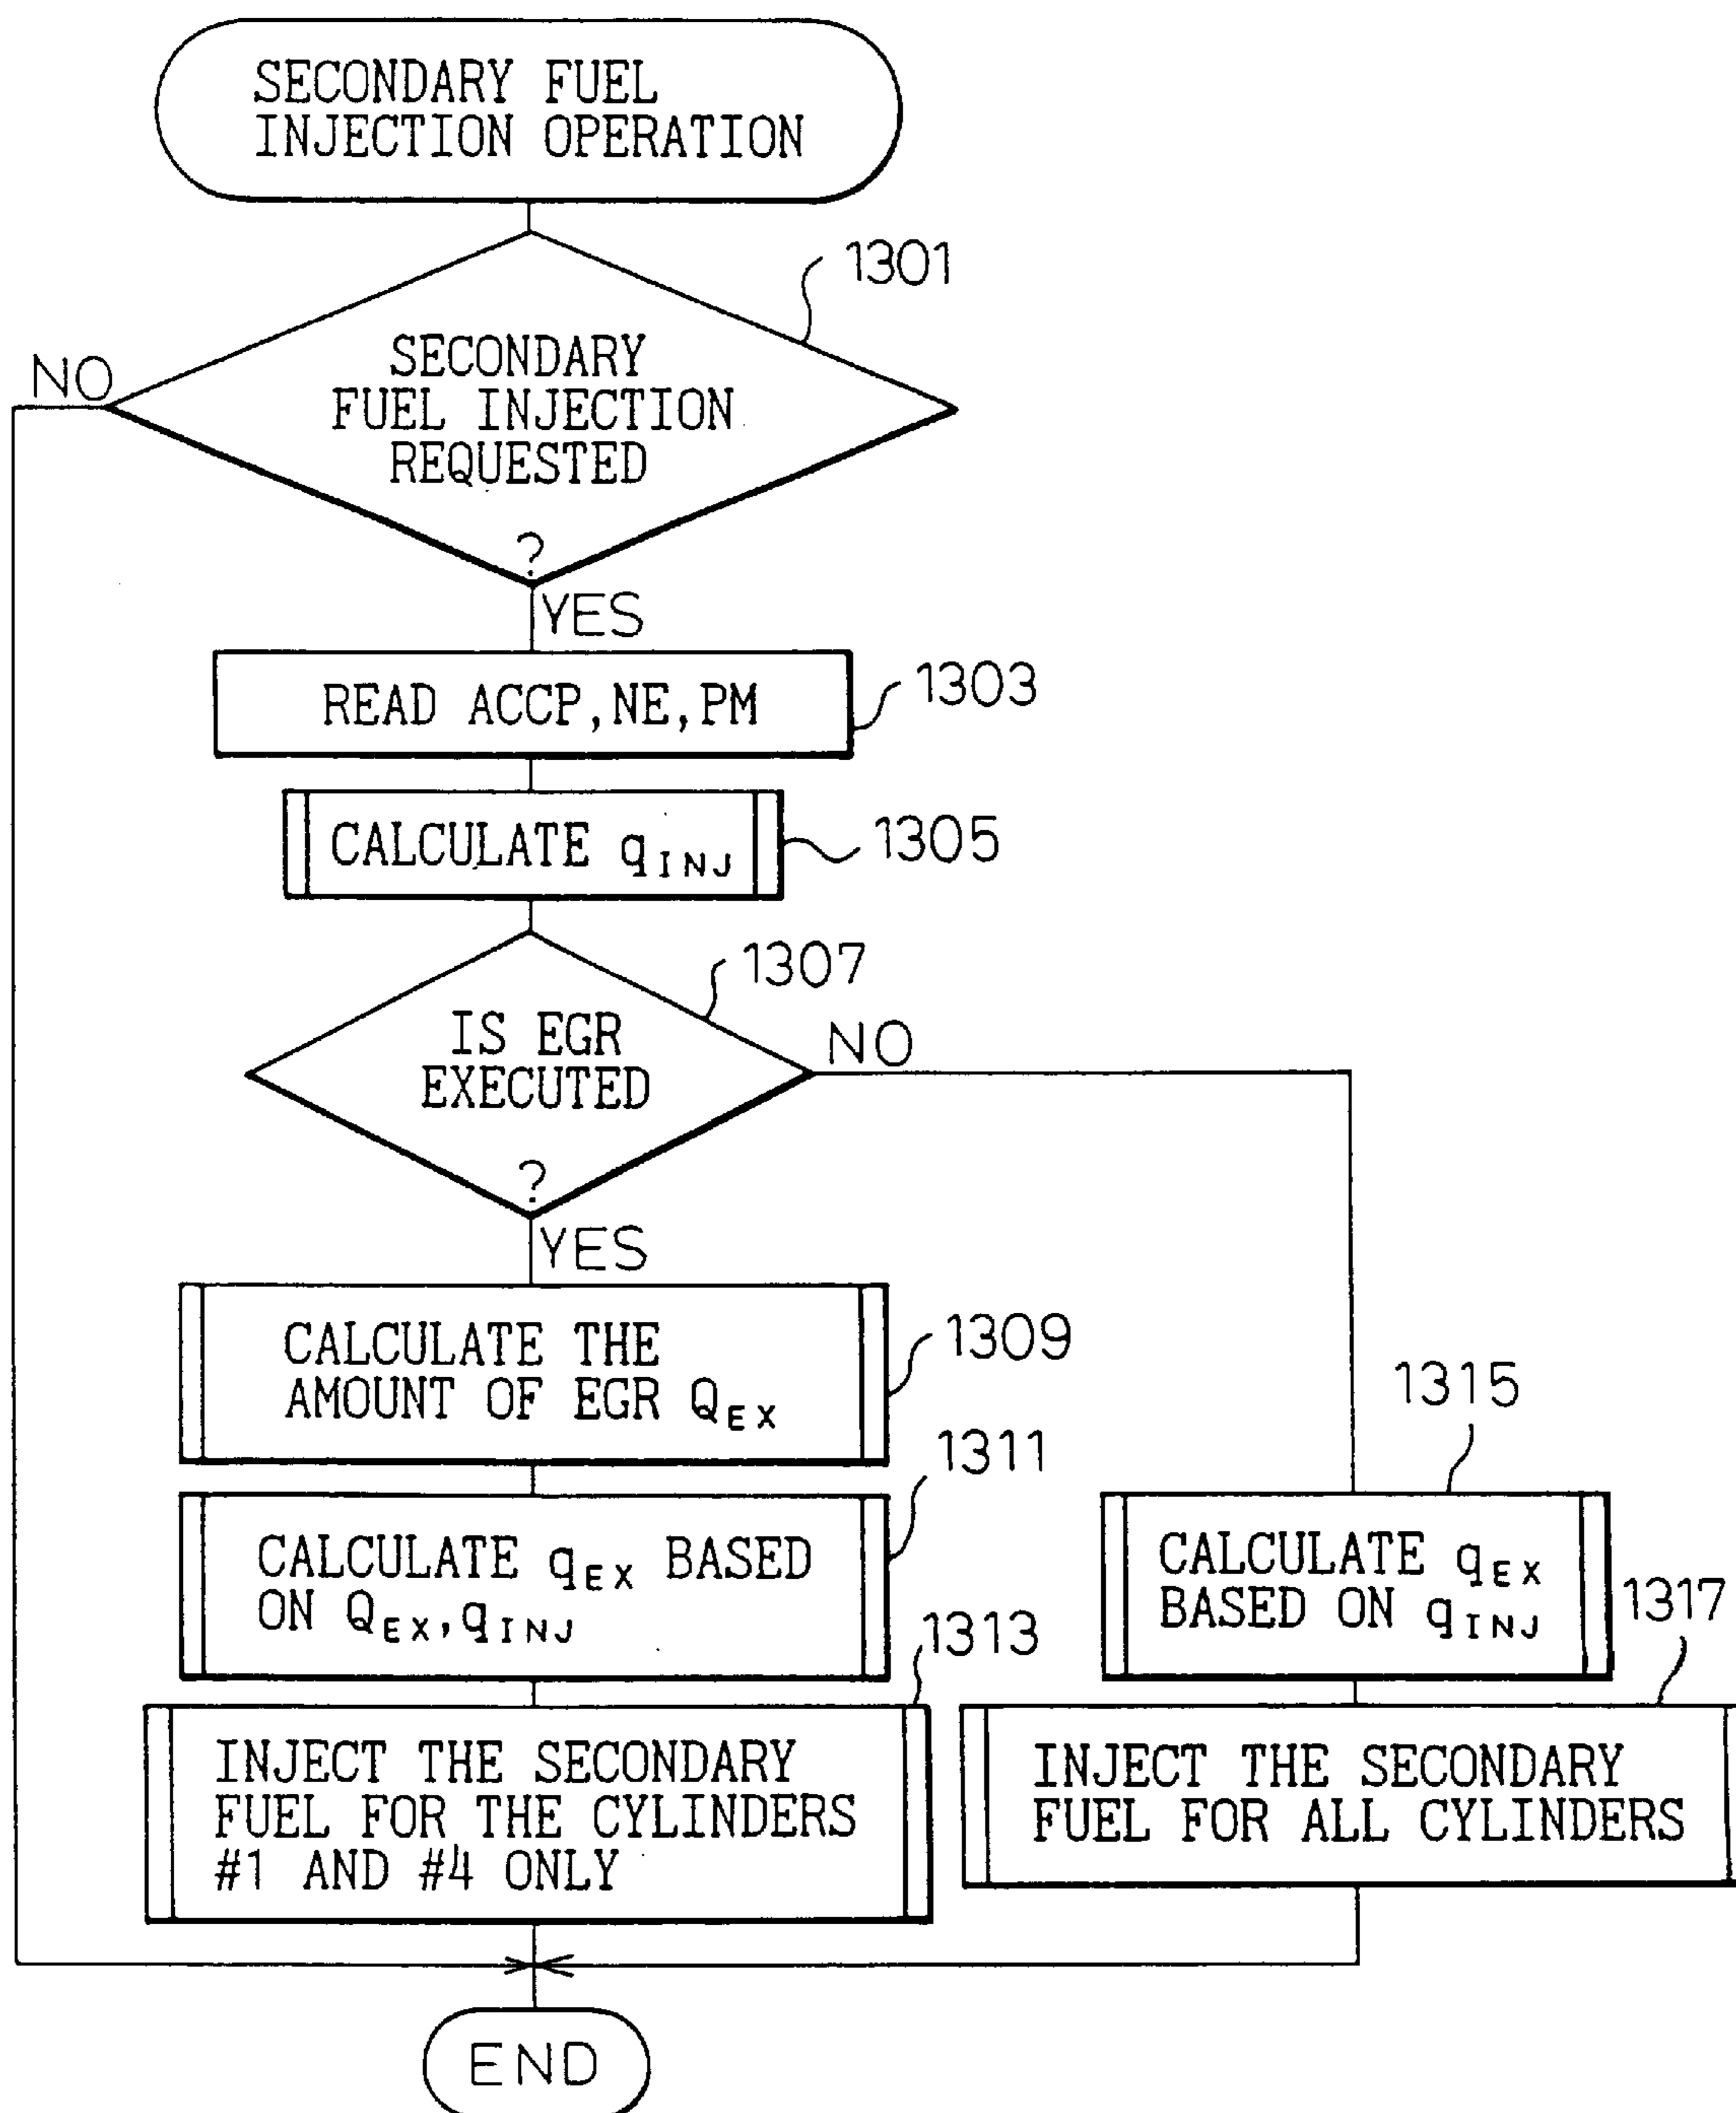 SECONDARY FUEL
INJECTION OPERATION
1301
NO
SECONDARY
FUEL INJECTION
REQUESTED
?
YES
READ ACCP, NE, PM
1303
CALCULATE qINJ
1305
1307
IS EGR
EXECUTED
?
NO
YES
CALCULATE THE
AMOUNT OF EGR QEX
1309
1311
CALCULATE qEX BASED
ON QEX, qINJ
1313
INJECT THE SECONDARY
FUEL FOR THE CYLINDERS
#1 AND #4 ONLY
1315
CALCULATE qEX
BASED ON qINJ
1317
INJECT THE SECONDARY
FUEL FOR ALL CYLINDERS
END